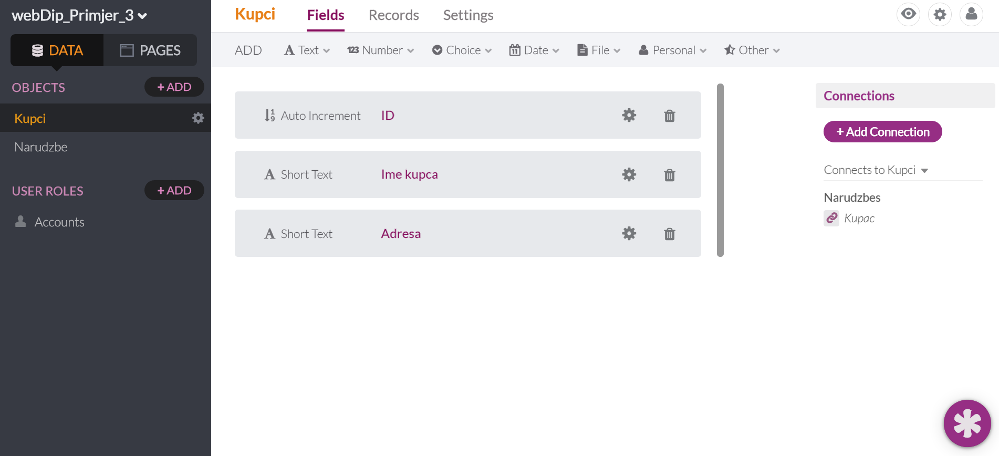 webDip_Primjer_3
DATA
PAGES
OBJECTS
+ ADD
Kupci
Narudzbe
USER ROLES
+ ADD
Accounts
Kupci
Fields
Records
Settings
ADD
Text
123 Number
Choice
11 Date
File
Personal
Other
Auto Increment
ID
A Short Text
Ime kupca
A Short Text
Adresa
Connections
+ Add Connection
Connects to Kupci
Narudzbes
Kupac